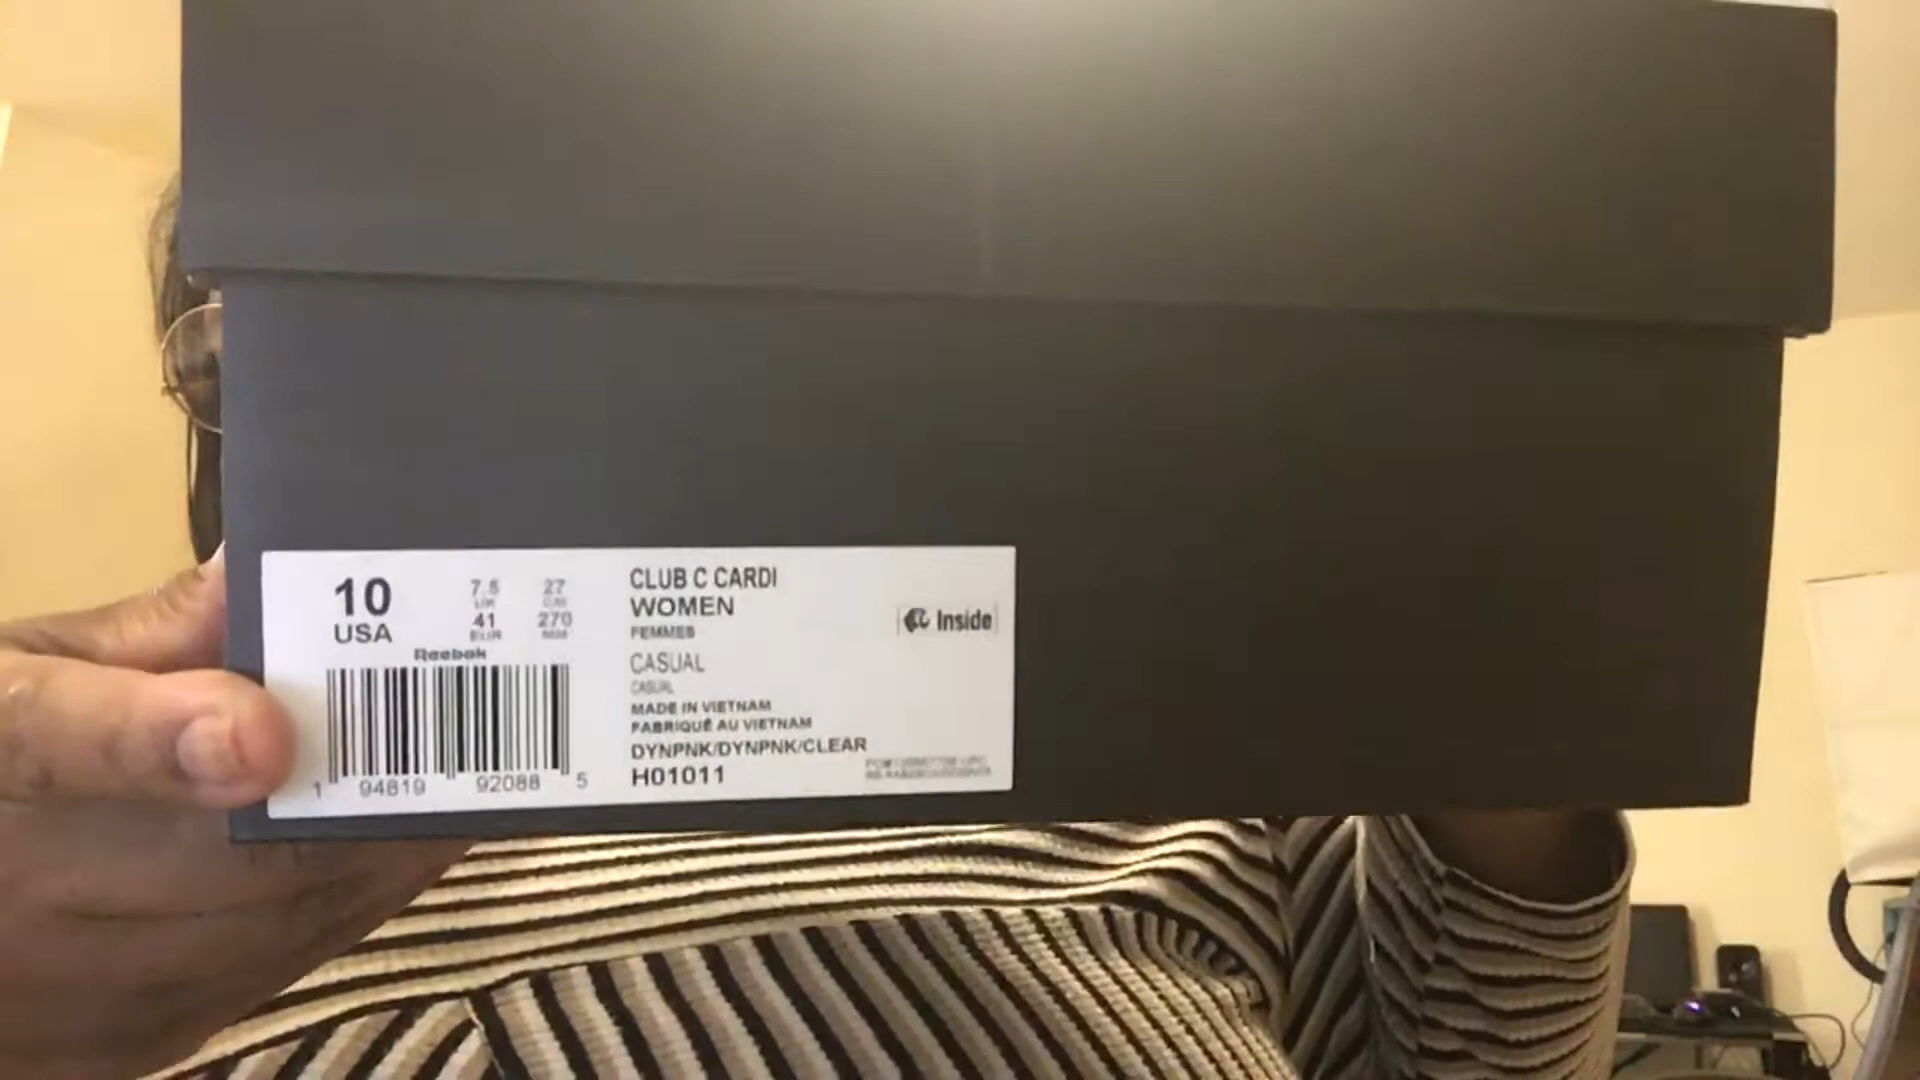 10
USA
7.5
UK
41
EUR
27
CM
270
MM
Reebok
1 94819 92088 5
CLUB C CARDI
WOMEN
FEMMES
CASUAL
CASUAL
MADE IN VIETNAM
FABRIQUÉ AU VIETNAM
DYNPNK/DYNPNK/CLEAR
H01011
Inside